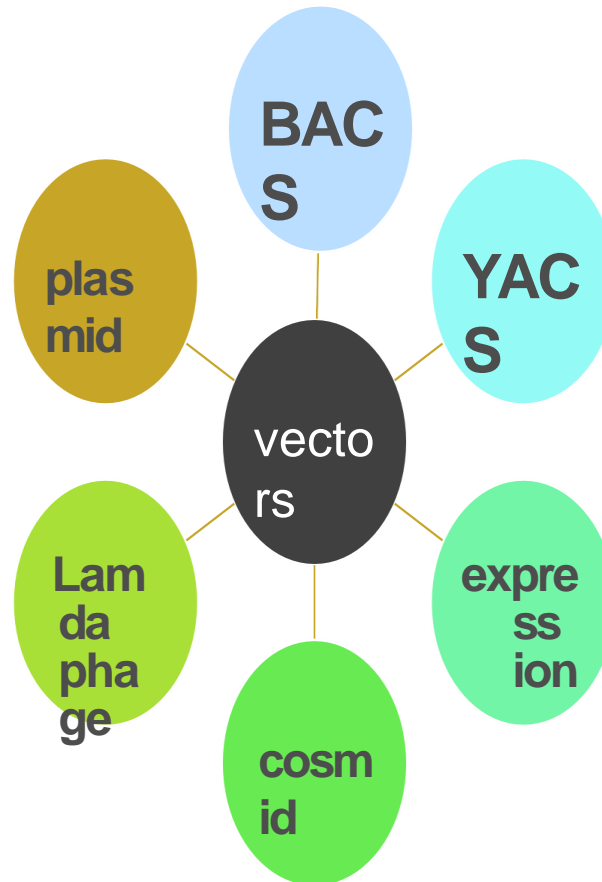 BAC
S
plas
mid
YAC
S
vecto
rs
Lam
da
pha
ge
expre
ss
ion
cosm
id